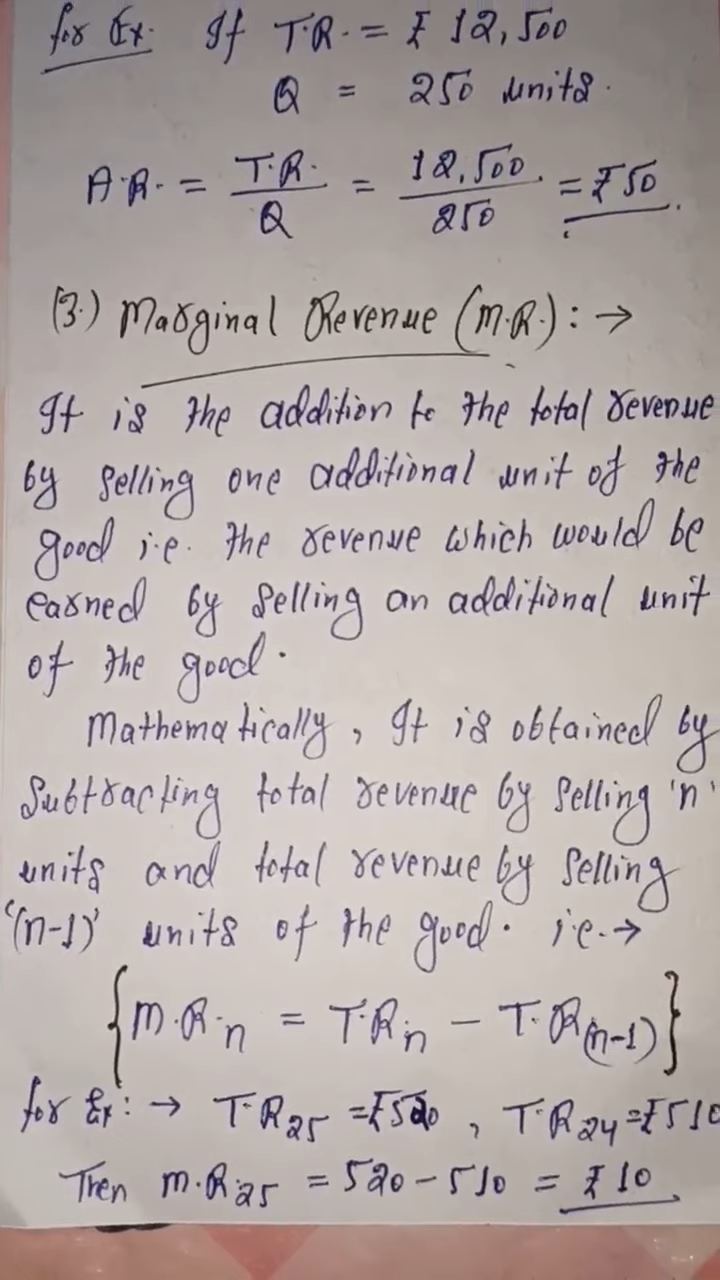 for Ex. If T.R. = ₹ 12,500
Q = 250 units.
A.R. = T.R. / Q = 12,500 / 250 = ₹50.
(3.) Marginal Revenue (M.R.): →
It is the addition to the total revenue
by selling one additional unit of the
good i.e. the revenue which would be
earned by selling an additional unit
of the good.
Mathematically, It is obtained by
Subtracting total revenue by selling 'n'
units and total revenue by selling
'(n-1)' units of the good. i.e. →
{M.R.n = T.Rn - T.R(n-1)}
for Ex: → T.R25 = ₹520, T.R24 = ₹510
Then M.R25 = 520 - 510 = ₹10.